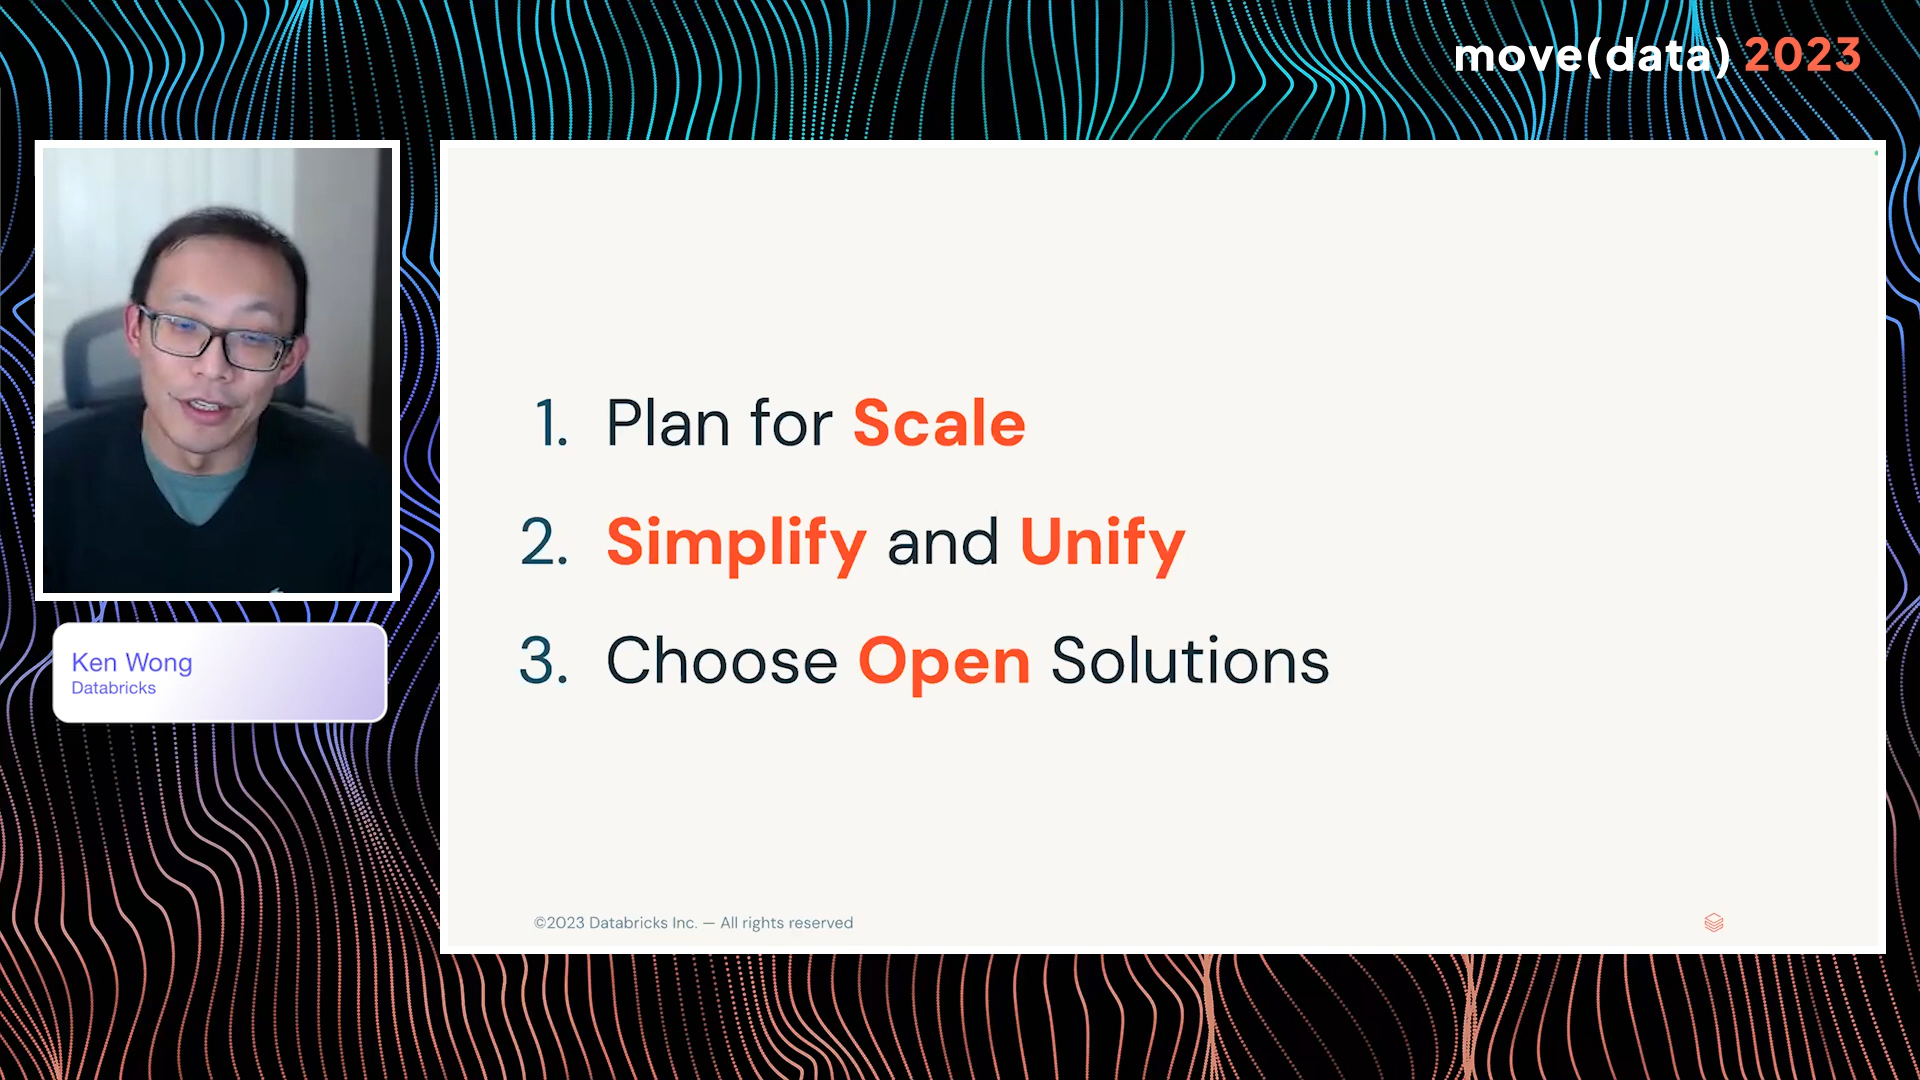 move(data) 2023
Ken Wong
Databricks
1. Plan for Scale
2. Simplify and Unify
3. Choose Open Solutions
©2023 Databricks Inc. — All rights reserved